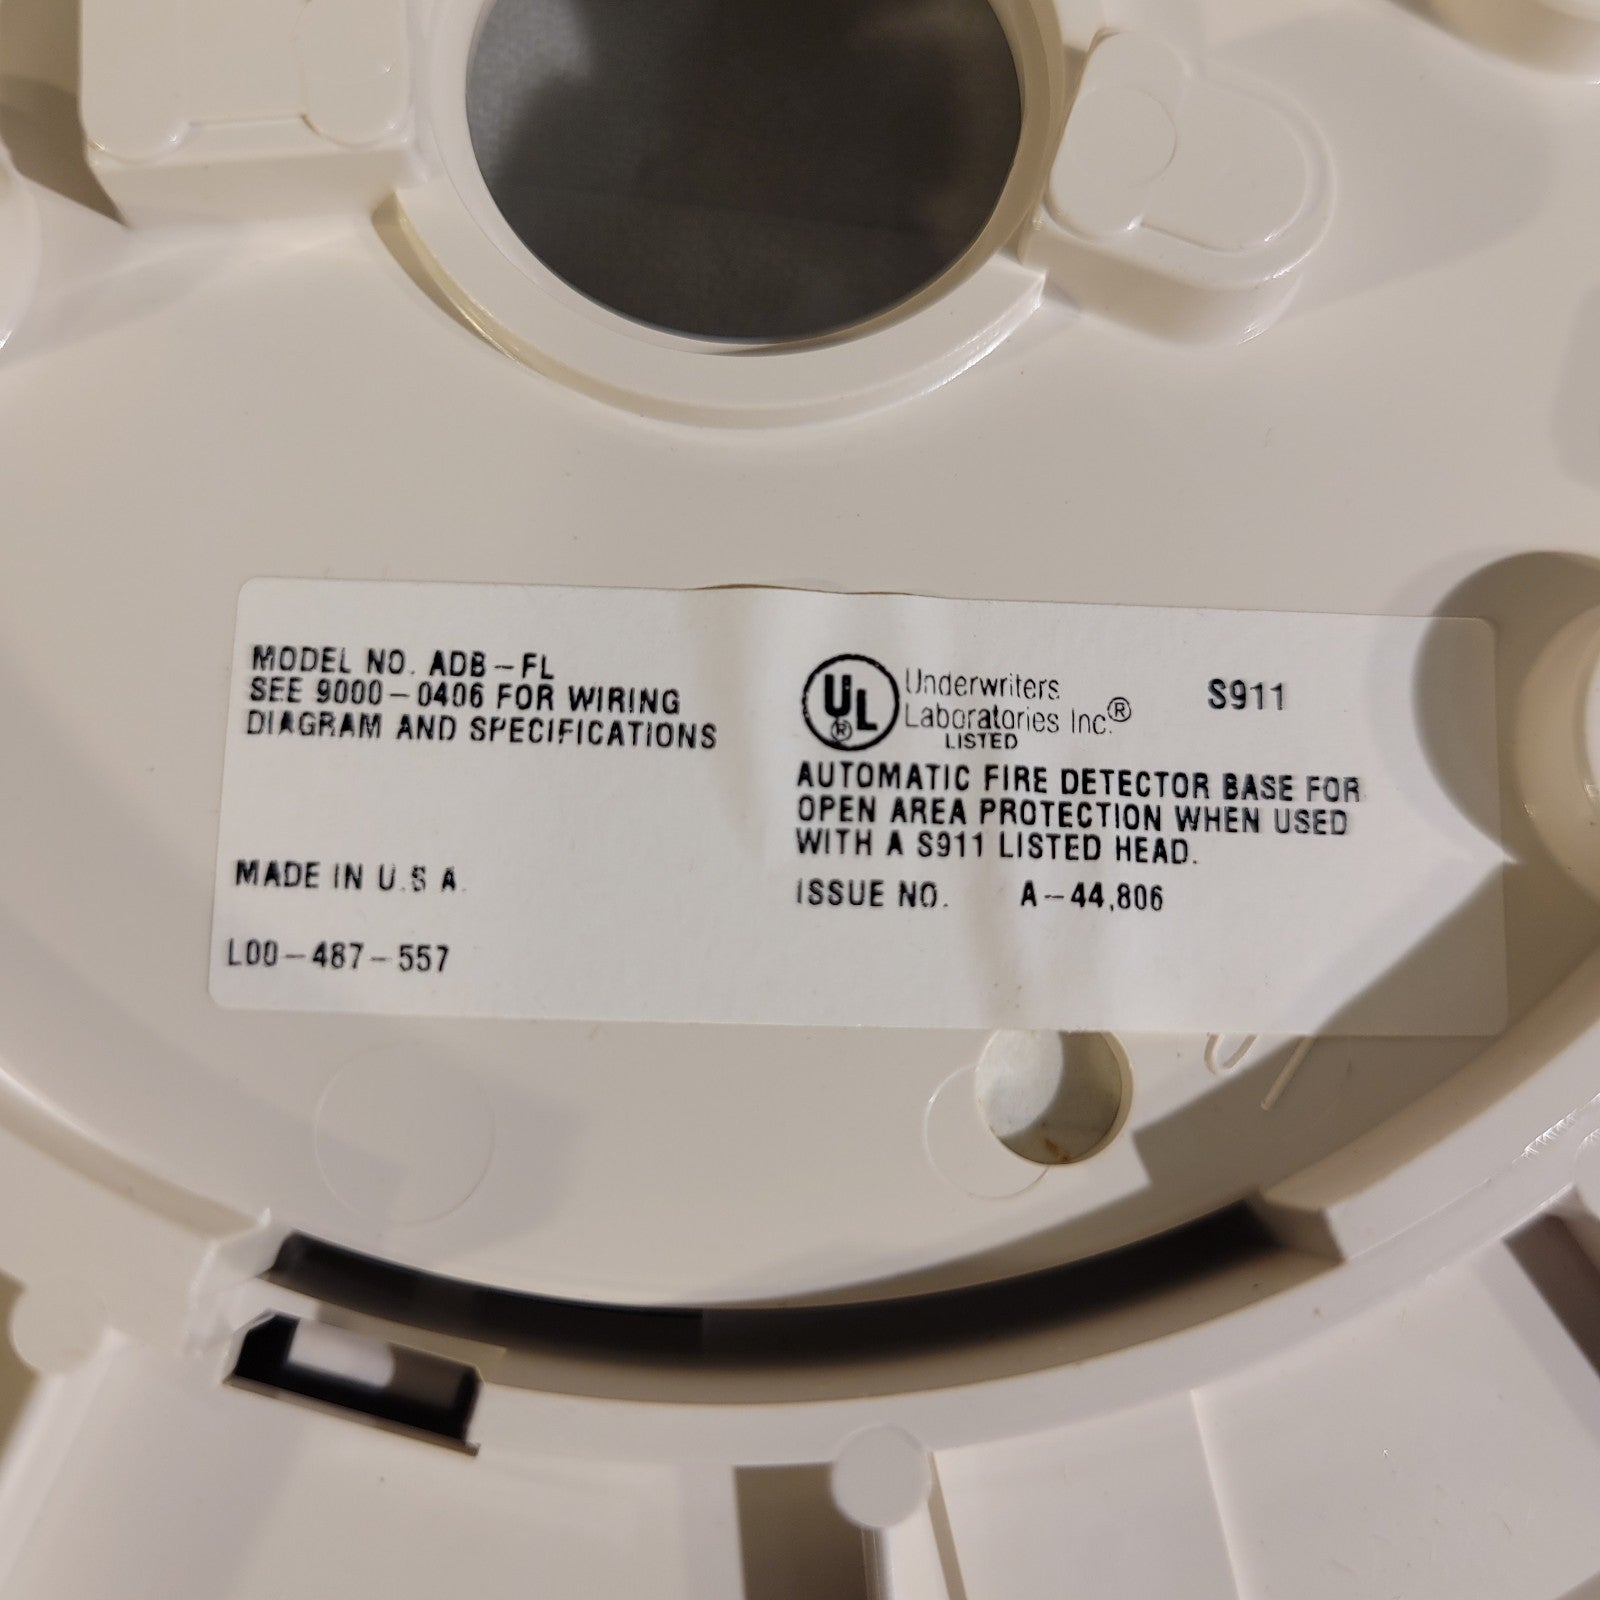 MODEL NO. ADB-FL
SEE 9000-0406 FOR WIRING
DIAGRAM AND SPECIFICATIONS
MADE IN U.S.A.
L00-487-557
UL® Underwriters
Laboratories Inc.®
LISTED
S911
AUTOMATIC FIRE DETECTOR BASE FOR
OPEN AREA PROTECTION WHEN USED
WITH A S911 LISTED HEAD.
ISSUE NO. A-44,806